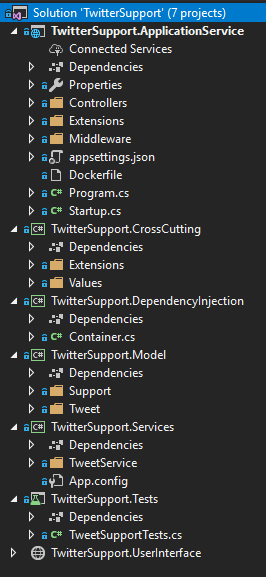 Solution 'TwitterSupport' (7 projects)
TwitterSupport.ApplicationService
Connected Services
Dependencies
Properties
Controllers
Extensions
Middleware
appsettings.json
Dockerfile
C# Program.cs
C# Startup.cs
C# TwitterSupport.CrossCutting
Dependencies
Extensions
Values
C# TwitterSupport.DependencyInjection
Dependencies
C# Container.cs
C# TwitterSupport.Model
Dependencies
Support
Tweet
C# TwitterSupport.Services
Dependencies
TweetService
App.config
TwitterSupport.Tests
Dependencies
C# TweetSupportTests.cs
TwitterSupport.UserInterface